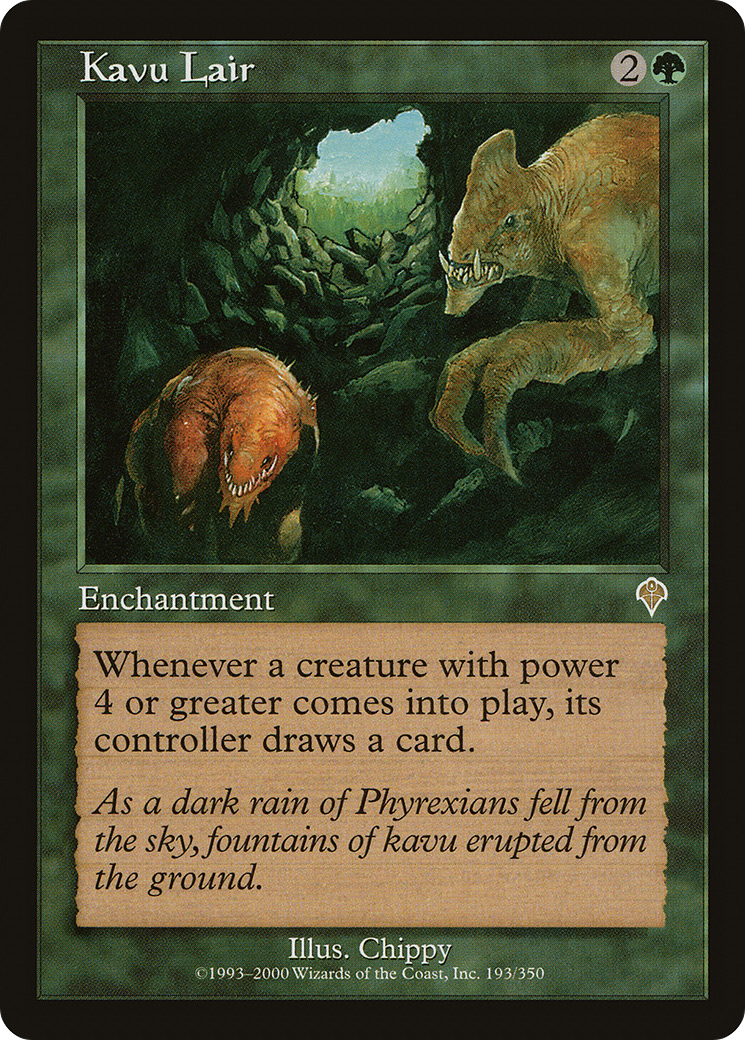 Kavu Lair 2
Enchantment
Whenever a creature with power
4 or greater comes into play, its
controller draws a card.
As a dark rain of Phyrexians fell from
the sky, fountains of kavu erupted from
the ground.
Illus. Chippy
©1993–2000 Wizards of the Coast, Inc. 193/350